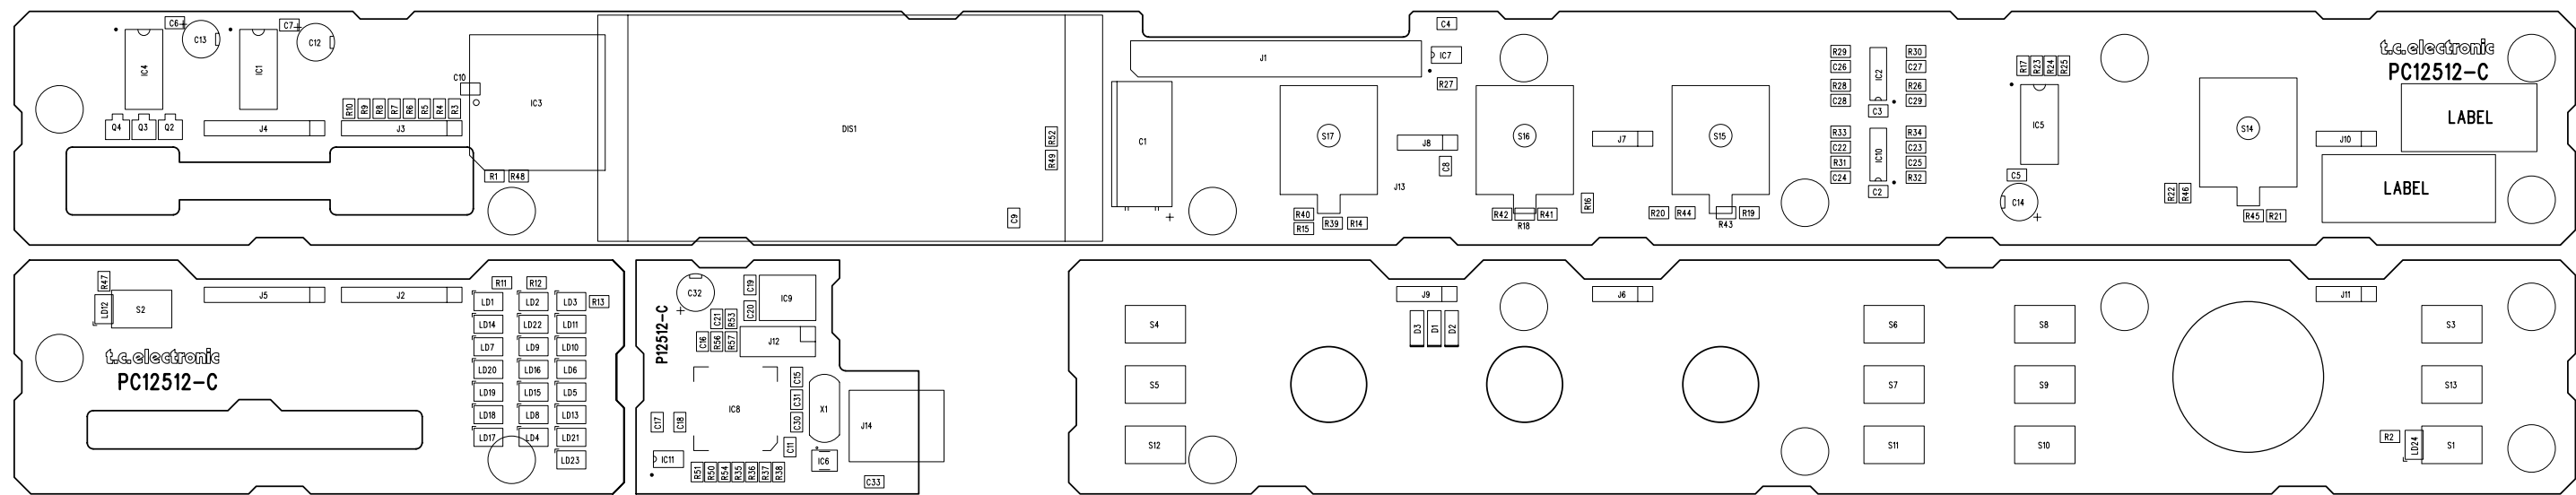 C6 C7 C13 C12 IC4 IC1 C10 IC3 DIS1 J1 C4 IC7 R27
R10 R9 R8 R7 R6 R5 R4 R3
Q4 Q3 Q2 J4 J3
R1 R48 R52 R49 C9 C1
S17 J8 C8 J13 S16 J7 S15
R40 R15 R39 R14 R42 R41 R18 R16 R20 R44 R43 R19
R29 C26 R28 C28 IC2 R30 C27 R26 C29 C3
R33 C22 R31 C24 IC10 R34 C23 C25 R32 C2
R17 R23 R24 R25
IC5 C5 C14
R22 R46 S14 R45 R21 J10
t.c.electronic
PC12512-C
LABEL
LABEL
R47 LD12 S2 J5 J2
t.c.electronic
PC12512-C
R11 R12
LD1 LD2 LD3 R13
LD14 LD22 LD11
LD7 LD9 LD10
LD20 LD16 LD6
LD19 LD15 LD5
LD18 LD8 LD13
LD17 LD4 LD21
LD23
P12512-C
C32 C19 C20 IC9
C21 R53
C16 R56 R57 J12
C17 C18 IC8 C15 C31 C30 C11 X1 J14
IC11 IC6 C33
R51 R50 R54 R35 R36 R37 R38
S4 S5 S12
J9 J6 J11
D3 D1 D2
S6 S8 S3
S7 S9 S13
S11 S10 R2 LD24 S1